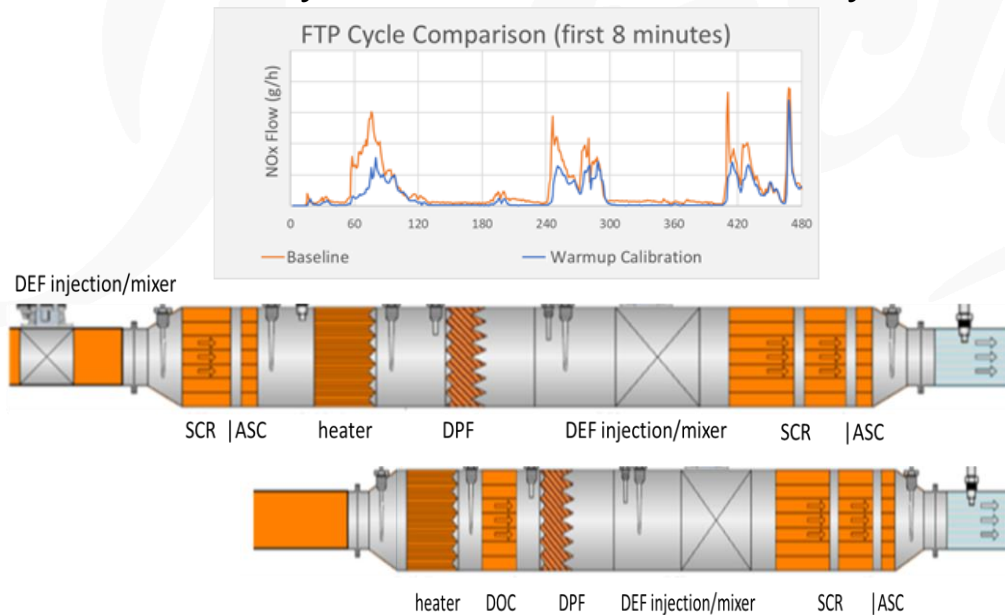 FTP Cycle Comparison (first 8 minutes)
NOx Flow (g/h)
0 60 120 180 240 300 360 420 480
Baseline Warmup Calibration
DEF injection/mixer
SCR |ASC heater DPF DEF injection/mixer SCR |ASC
heater DOC DPF DEF injection/mixer SCR |ASC